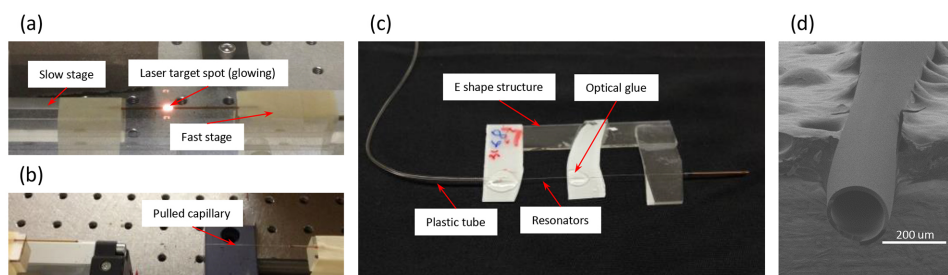 (a)
Slow stage
Laser target spot (glowing)
Fast stage
(b)
Pulled capillary
(c)
E shape structure
Optical glue
Plastic tube
Resonators
(d)
200 um